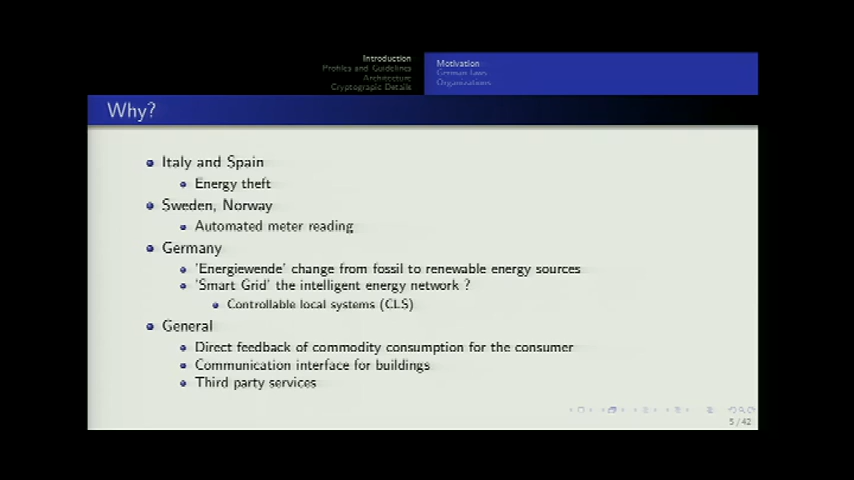 Introduction
Profiles and Guidelines
Architecture
Cryptograpic Details
Motivation
German laws
Organizations
Why?
Italy and Spain
Energy theft
Sweden, Norway
Automated meter reading
Germany
'Energiewende' change from fossil to renewable energy sources
'Smart Grid' the intelligent energy network ?
Controllable local systems (CLS)
General
Direct feedback of commodity consumption for the consumer
Communication interface for buildings
Third party services
5 / 42